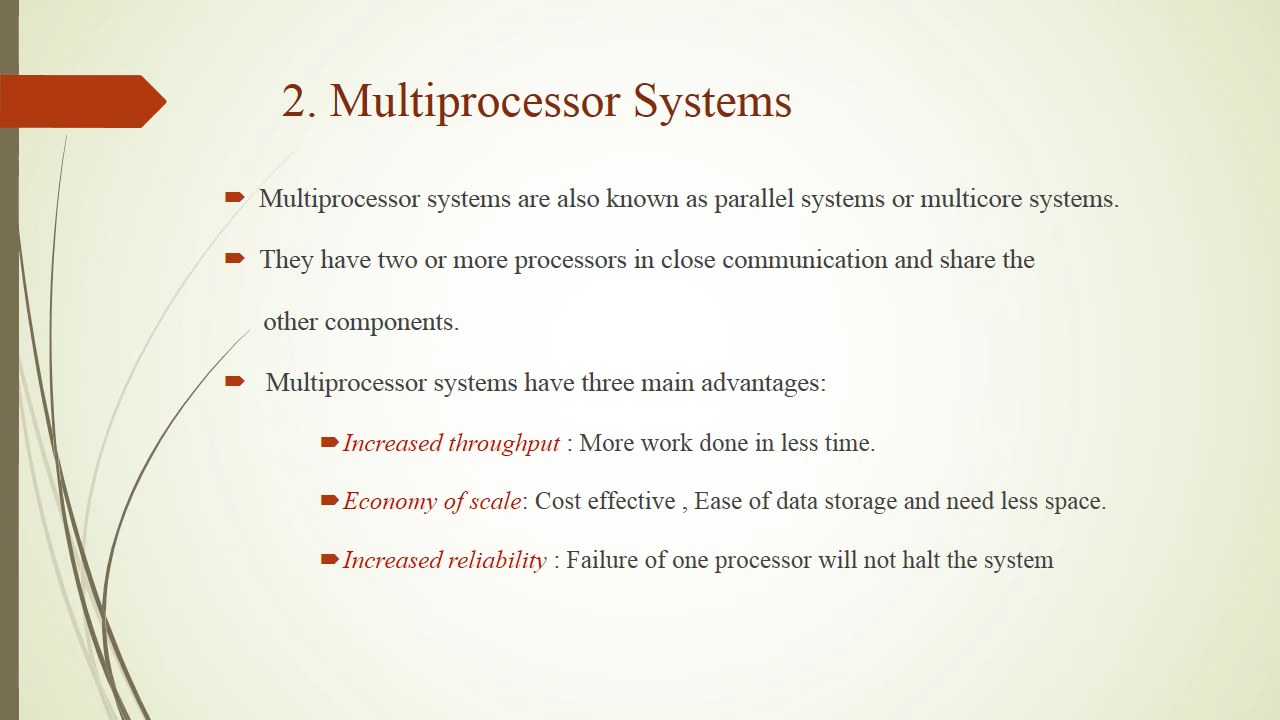 2. Multiprocessor Systems
Multiprocessor systems are also known as parallel systems or multicore systems.
They have two or more processors in close communication and share the
other components.
Multiprocessor systems have three main advantages:
Increased throughput : More work done in less time.
Economy of scale: Cost effective , Ease of data storage and need less space.
Increased reliability : Failure of one processor will not halt the system